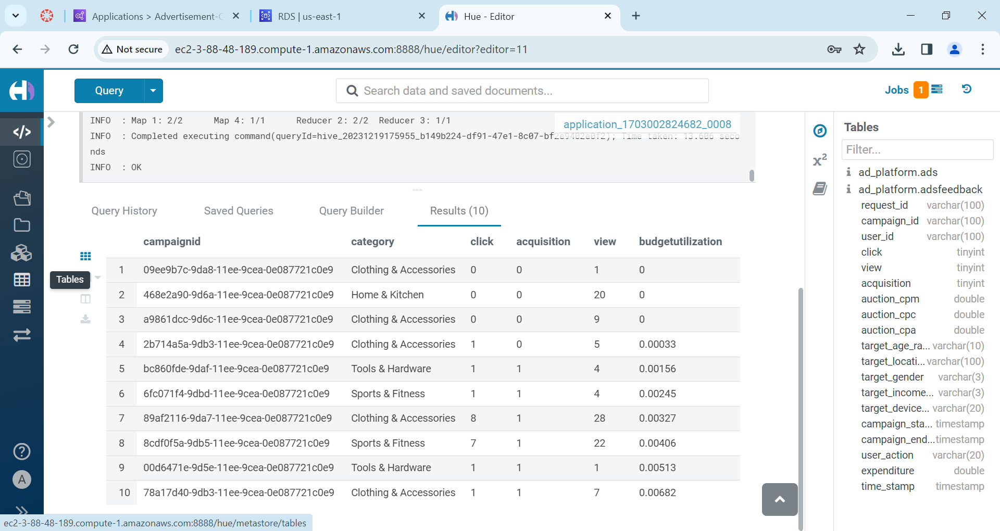 Applications > Advertisement-C
RDS | us-east-1
Hue - Editor
Not secure
ec2-3-88-48-189.compute-1.amazonaws.com:8888/hue/editor?editor=11
Query
Search data and saved documents...
Jobs 1
INFO : Map 1: 2/2 Map 4: 1/1 Reducer 2: 2/2 Reducer 3: 1/1
application_1703002824682_0008
INFO : Completed executing command(queryId=hive_20231219175955_b149b224-df91-47e1-8c07-bf2e9402e0f2); Time taken: 13.606 seco
nds
INFO : OK
Query History Saved Queries Query Builder Results (10)
campaignid category click acquisition view budgetutilization
1 09ee9b7c-9da8-11ee-9cea-0e087721c0e9 Clothing & Accessories 0 0 1 0
Tables
2 468e2a90-9d6a-11ee-9cea-0e087721c0e9 Home & Kitchen 0 0 20 0
3 a9861dcc-9d6c-11ee-9cea-0e087721c0e9 Clothing & Accessories 0 0 9 0
4 2b714a5a-9db3-11ee-9cea-0e087721c0e9 Clothing & Accessories 1 0 5 0.00033
5 bc860fde-9daf-11ee-9cea-0e087721c0e9 Tools & Hardware 1 1 4 0.00156
6 6fc071f4-9dbd-11ee-9cea-0e087721c0e9 Sports & Fitness 1 1 4 0.00245
7 89af2116-9da7-11ee-9cea-0e087721c0e9 Clothing & Accessories 8 1 28 0.00327
8 8cdf0f5a-9db5-11ee-9cea-0e087721c0e9 Sports & Fitness 7 1 22 0.00406
9 00d6471e-9d5e-11ee-9cea-0e087721c0e9 Tools & Hardware 1 1 1 0.00513
10 78a17d40-9db3-11ee-9cea-0e087721c0e9 Clothing & Accessories 1 1 7 0.00682
A
x²
Tables
Filter...
ad_platform.ads
ad_platform.adsfeedback
request_id varchar(100)
campaign_id varchar(100)
user_id varchar(100)
click tinyint
view tinyint
acquisition tinyint
auction_cpm double
auction_cpc double
auction_cpa double
target_age_ra... varchar(10)
target_locati... varchar(100)
target_gender varchar(3)
target_income... varchar(3)
target_device... varchar(20)
campaign_sta... timestamp
campaign_end... timestamp
user_action varchar(20)
expenditure double
time_stamp timestamp
ec2-3-88-48-189.compute-1.amazonaws.com:8888/hue/metastore/tables